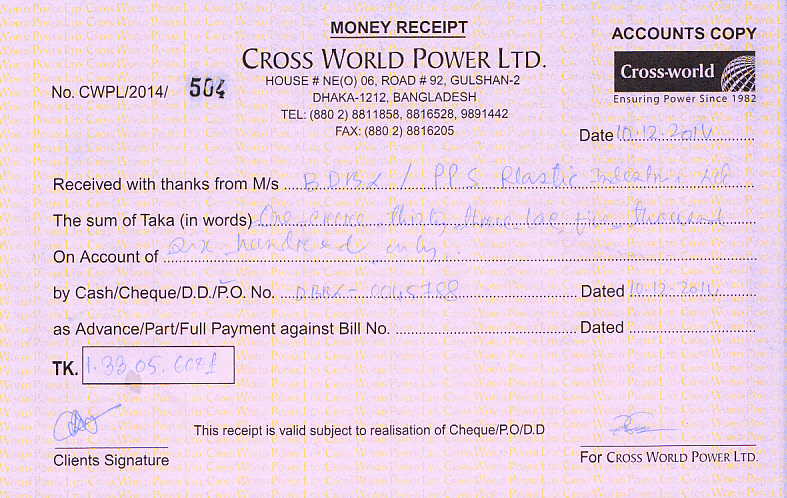 MONEY RECEIPT
ACCOUNTS COPY
CROSS WORLD POWER LTD.
Cross-world
Ensuring Power Since 1982
HOUSE # NE(O) 06, ROAD # 92, GULSHAN-2
DHAKA-1212, BANGLADESH
TEL: (880 2) 8811858, 8816528, 9891442
FAX: (880 2) 8816205
No. CWPL/2014/ 504
Date 10.12.2014
Received with thanks from M/s PPS Plastic
The sum of Taka (in words) One crore thirty three lac five thousand
On Account of six hundred only.
by Cash/Cheque/D.D./P.O. No. 0045788 Dated 10.12.2014
as Advance/Part/Full Payment against Bill No. Dated
TK. 1.33.05.
This receipt is valid subject to realisation of Cheque/P.O/D.D
Clients Signature
For CROSS WORLD POWER LTD.